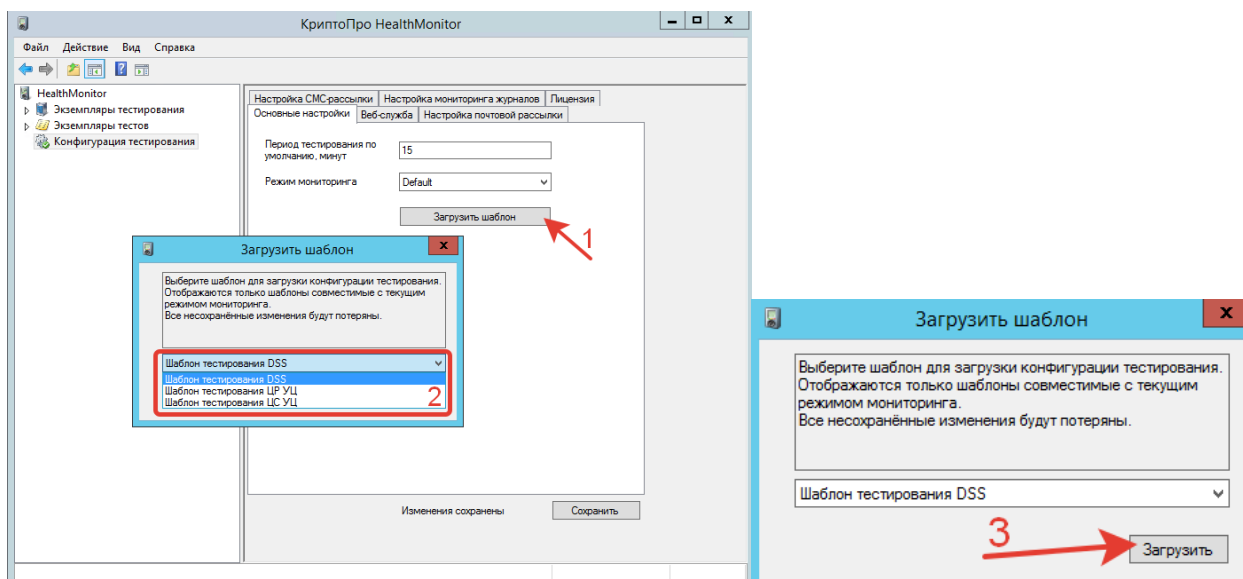 КриптоПро HealthMonitor
Файл Действие Вид Справка
HealthMonitor
Экземпляры тестирования
Экземпляры тестов
Конфигурация тестирования
Настройка СМС-рассылки Настройка мониторинга журналов Лицензия
Основные настройки Веб-служба Настройка почтовой рассылки
Период тестирования по
умолчанию, минут
15
Режим мониторинга Default
Загрузить шаблон
1
Загрузить шаблон
x
Выберите шаблон для загрузки конфигурации тестирования.
Отображаются только шаблоны совместимые с текущим
режимом мониторинга.
Все несохранённые изменения будут потеряны.
Шаблон тестирования DSS
Шаблон тестирования DSS
Шаблон тестирования ЦР УЦ
Шаблон тестирования ЦС УЦ
2
Изменения сохранены Сохранить
Загрузить шаблон
x
Выберите шаблон для загрузки конфигурации тестирования.
Отображаются только шаблоны совместимые с текущим
режимом мониторинга.
Все несохранённые изменения будут потеряны.
Шаблон тестирования DSS
3
Загрузить